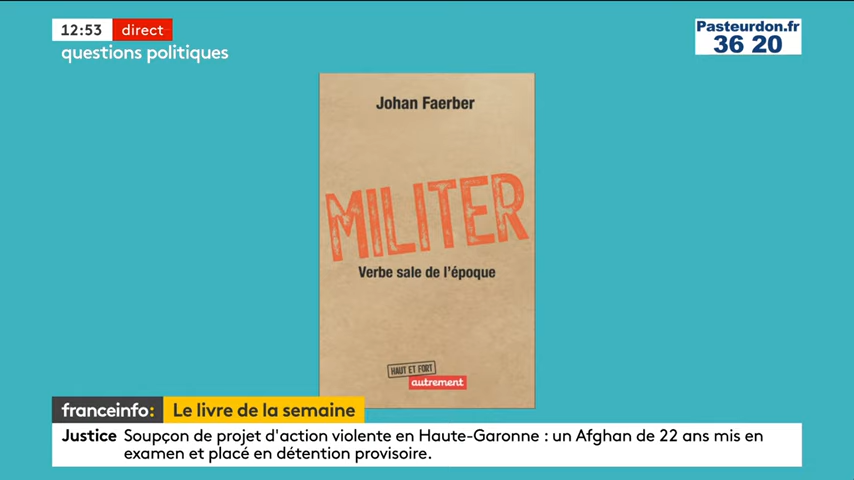 12:53 direct
questions politiques
Pasteurdon.fr
36 20
Johan Faerber
MILITER
Verbe sale de l'époque
HAUT ET FORT
autrement
franceinfo: Le livre de la semaine
Justice Soupçon de projet d'action violente en Haute-Garonne : un Afghan de 22 ans mis en
examen et placé en détention provisoire.